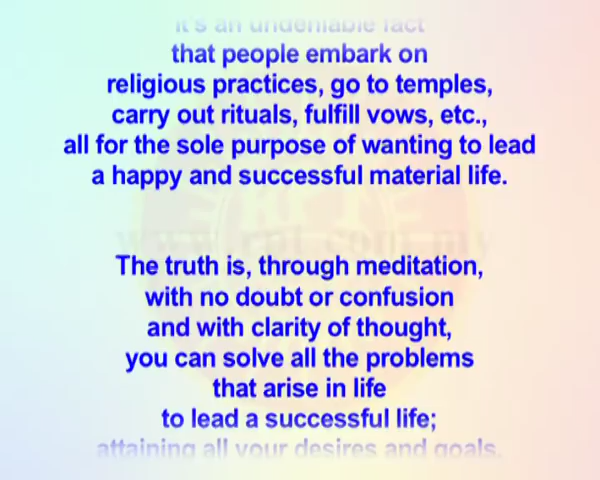 it's an undeniable fact
that people embark on
religious practices, go to temples,
carry out rituals, fulfill vows, etc.,
all for the sole purpose of wanting to lead
a happy and successful material life.
The truth is, through meditation,
with no doubt or confusion
and with clarity of thought,
you can solve all the problems
that arise in life
to lead a successful life;
attaining all your desires and goals.